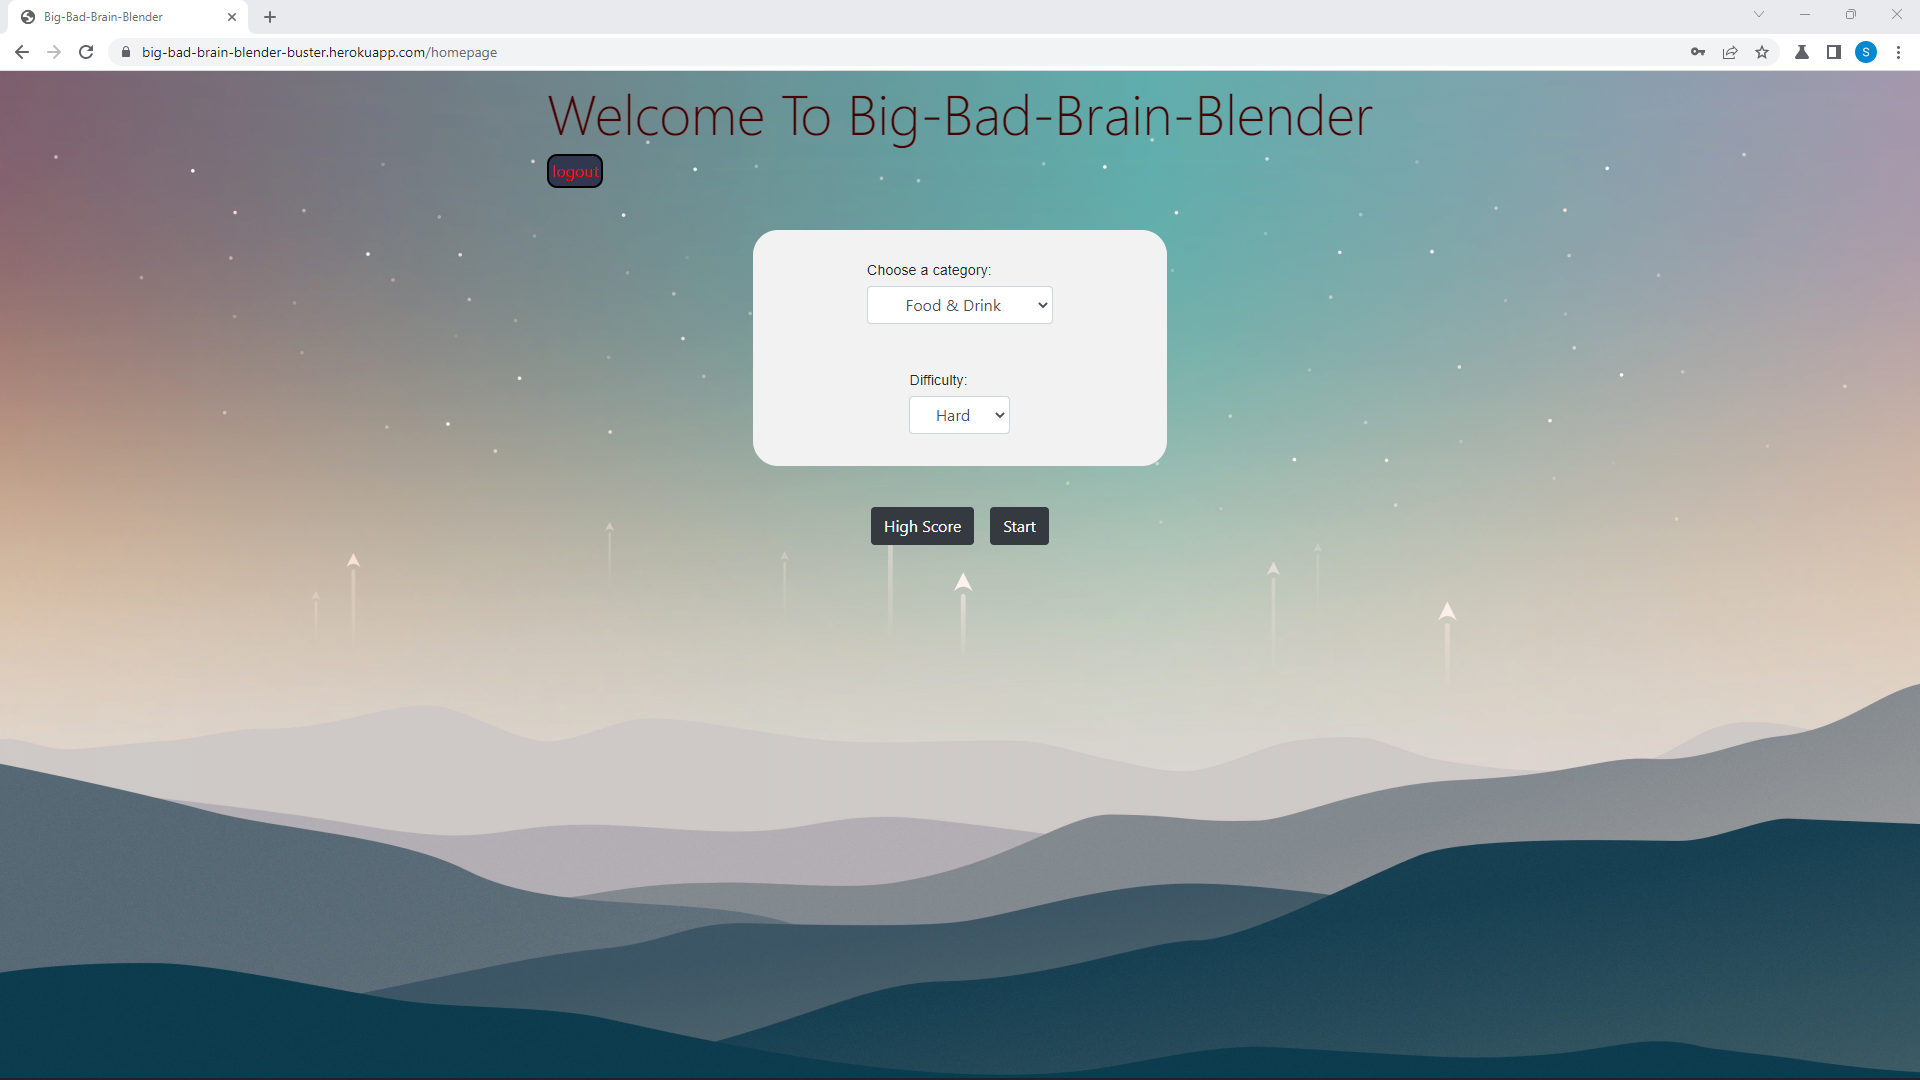 Big-Bad-Brain-Blender
big-bad-brain-blender-buster.herokuapp.com/homepage
S
Welcome To Big-Bad-Brain-Blender
logout
Choose a category:
Food & Drink
Difficulty:
Hard
High Score
Start